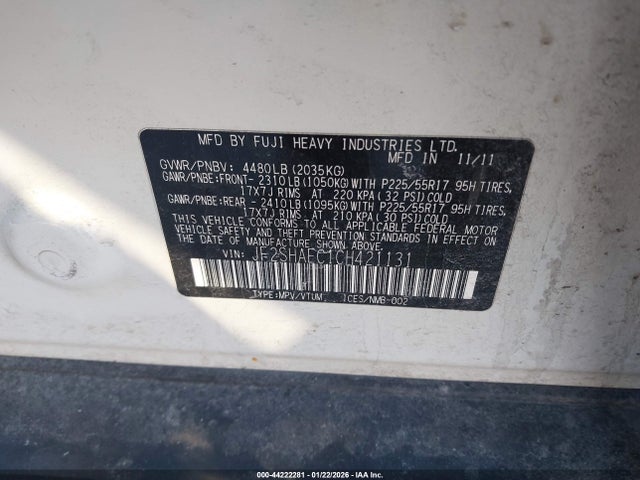 MFD BY FUJI HEAVY INDUSTRIES LTD.
MFD IN 11/11
GVWR/PNBV: 4480LB (2035KG)
GAWR/PNBE:FRONT- 2310LB (1050KG) WITH P225/55R17 95H TIRES,
17X7J RIMS AT 220 KPA (32 PSI) COLD
GAWR/PNBE:REAR - 2410LB (1095KG) WITH P225/55R17 95H TIRES,
17X7J RIMS AT 210 KPA (30 PSI) COLD
THIS VEHICLE CONFORMS TO ALL APPLICABLE FEDERAL MOTOR
VEHICLE SAFETY AND THEFT PREVENTION STANDARDS IN EFFECT
ON THE DATE OF MANUFACTURE SHOWN ABOVE.
VIN: JF2SHAFC1CH421131
TYPE:MPV/VTUM ICES/NMB-002
000-44222281 - 01/22/2026 - IAA Inc.